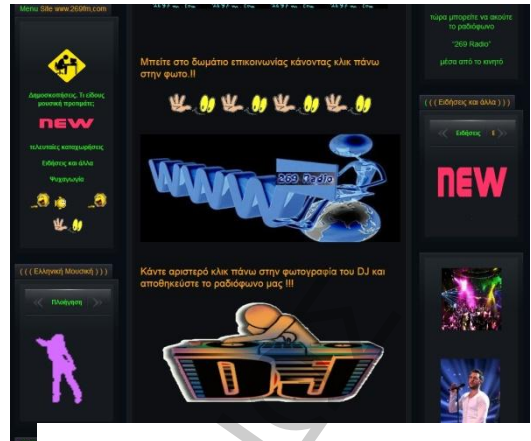 Menu Site www.269fm.com
Δημοσκοπήσεις. Τι είδους
μουσική προτιμάτε;
NEW
τελευταίες καταχωρήσεις
Ειδήσεις και άλλα
Ψυχαγωγία
( ( ( Ελληνική Μουσική ) ) )
Πλοήγηση
Μπείτε στο δωμάτιο επικοινωνίας κάνοντας κλικ πάνω
στην φωτο.!!
WWWW
269 Radio
Κάντε αριστερό κλικ πάνω στην φωτογραφία του DJ και
αποθηκεύστε το ραδιόφωνο μας !!!
DJ
τώρα μπορείτε να ακούτε
το ραδιόφωνο
"269 Radio"
μέσα από το κινητό
( ( ( Ειδήσεις και άλλα ) ) )
Ειδήσεις
NEW